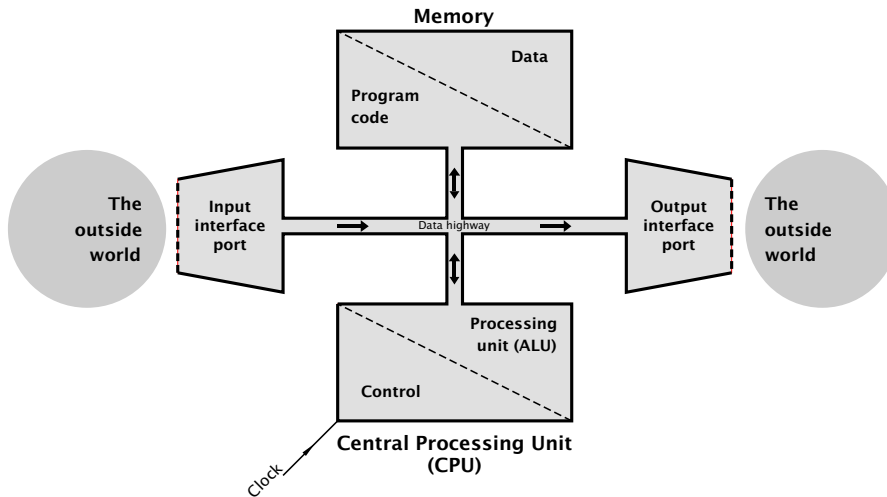 Memory
Data
Program
code
The
outside
world
Input
interface
port
Data highway
Output
interface
port
The
outside
world
Processing
unit (ALU)
Control
Central Processing Unit
(CPU)
Clock